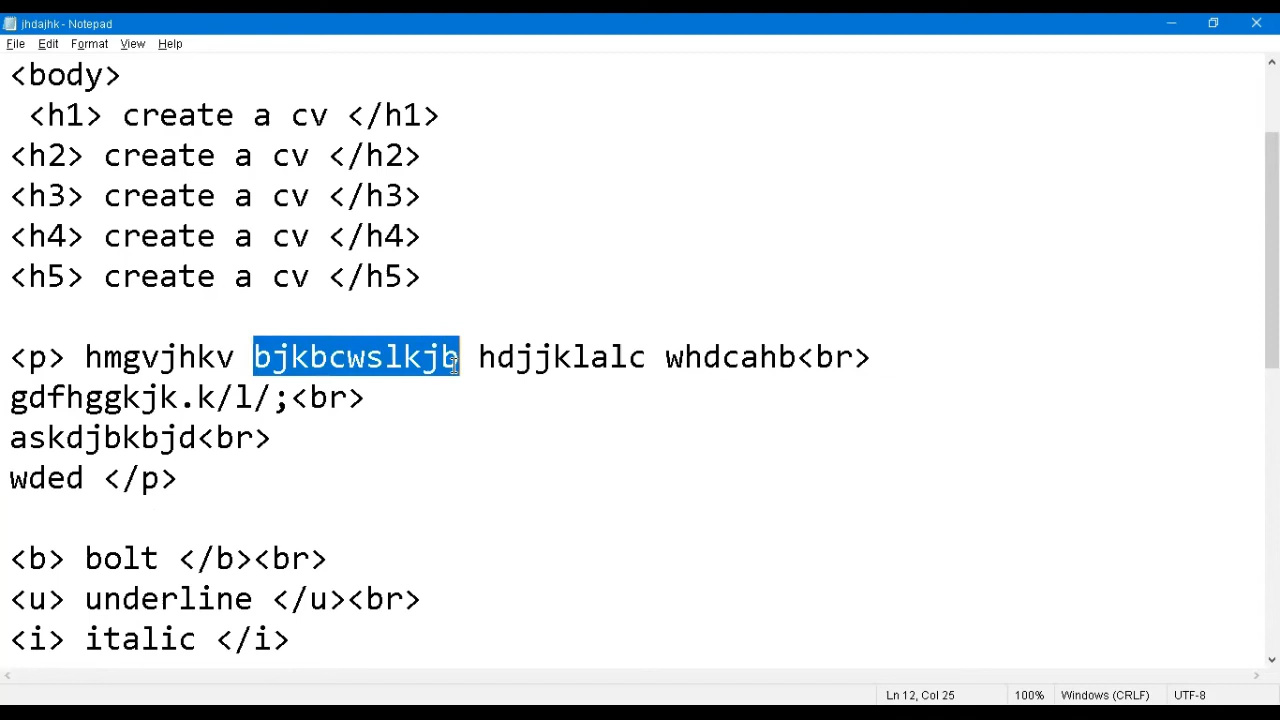 jhdajhk - Notepad
File Edit Format View Help
<body>
<h1> create a cv </h1>
<h2> create a cv </h2>
<h3> create a cv </h3>
<h4> create a cv </h4>
<h5> create a cv </h5>
<p> hmgvjhkv bjkbcwslkjb hdjjklalc whdcahb<br>
gdfhggkjk.k/l/;<br>
askdjbkbjd<br>
wded </p>
<b> bolt </b><br>
<u> underline </u><br>
<i> italic </i>
Ln 12, Col 25 100% Windows (CRLF) UTF-8